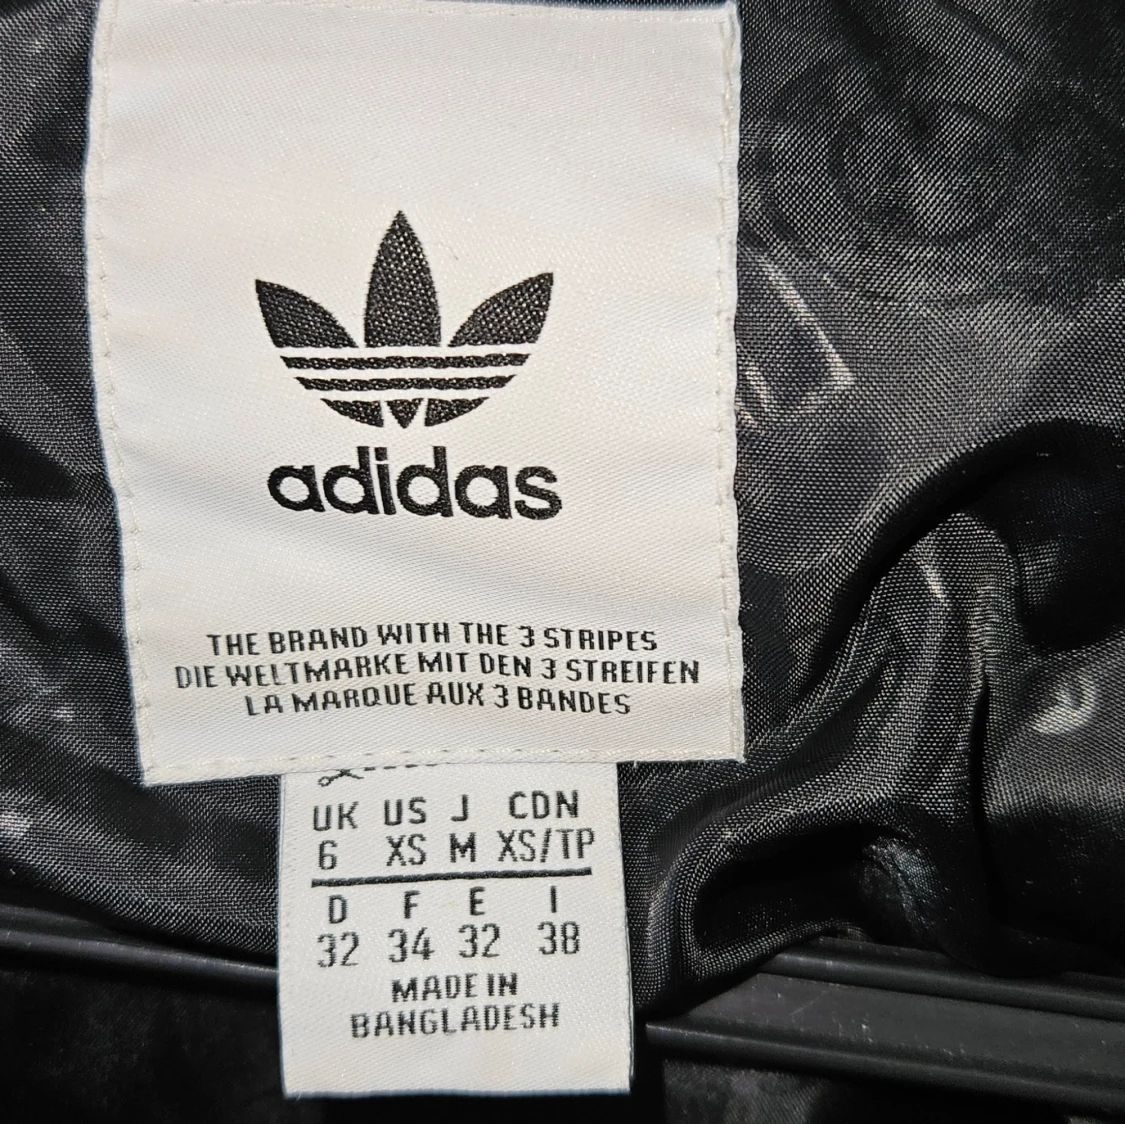 adidas
THE BRAND WITH THE 3 STRIPES
DIE WELTMARKE MIT DEN 3 STREIFEN
LA MARQUE AUX 3 BANDES
UK US J CDN
6 XS M XS/TP
D F E I
32 34 32 38
MADE IN
BANGLADESH